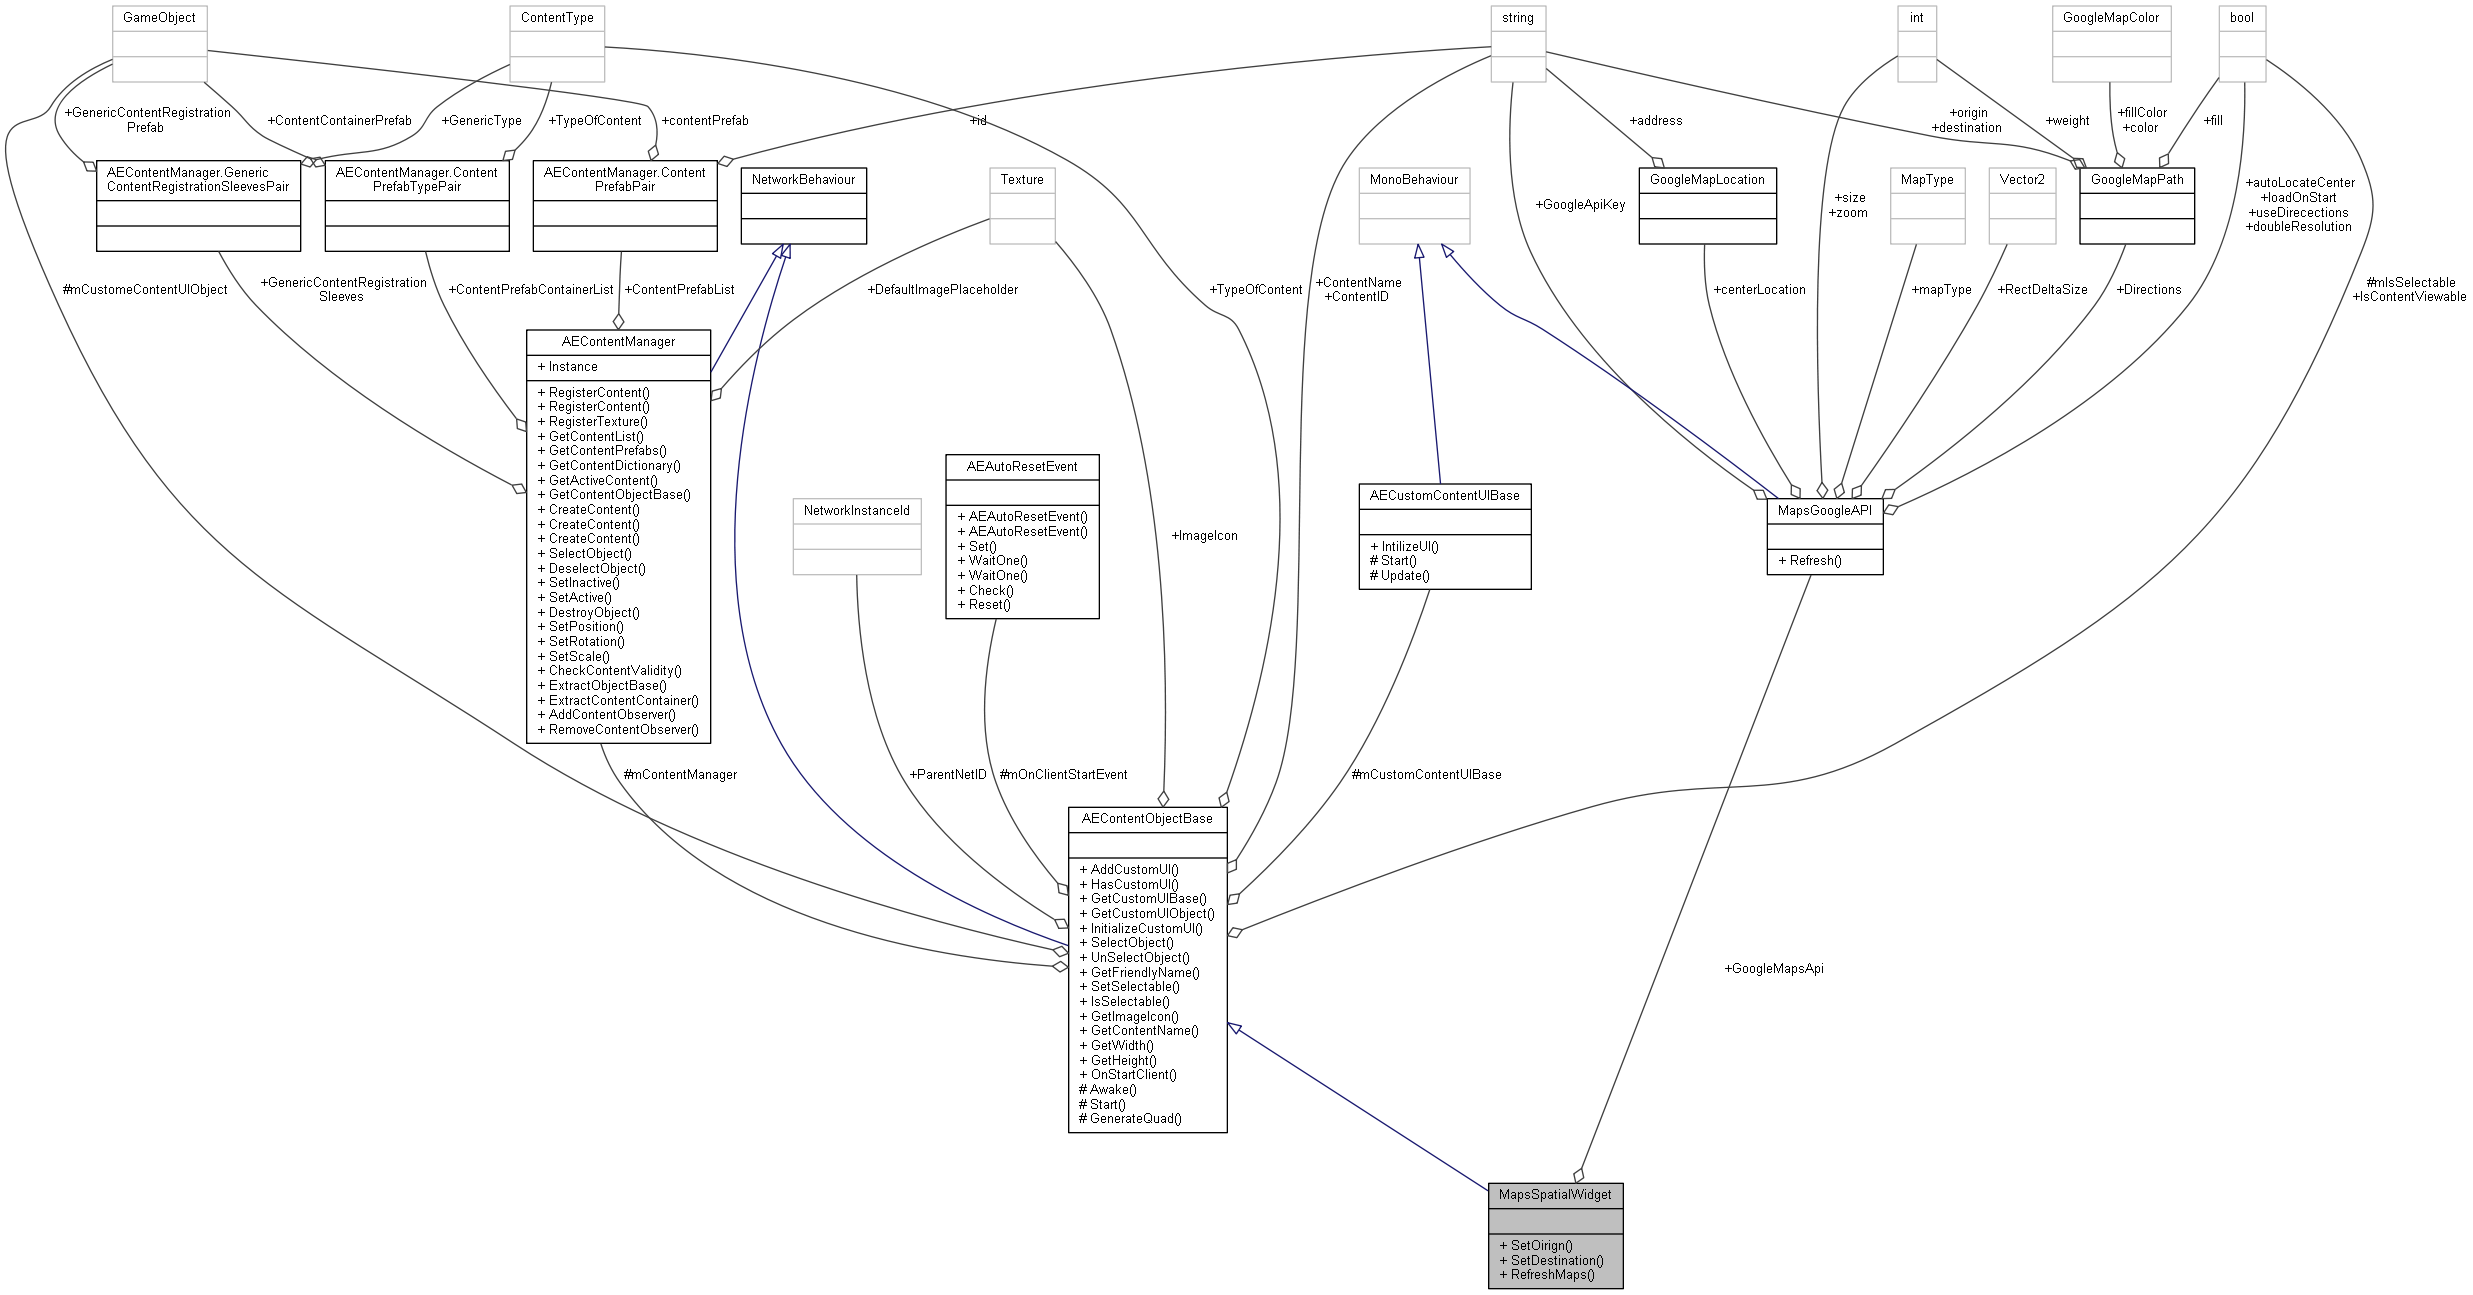 GameObject
ContentType
string
int
GoogleMapColor
bool
+GenericContentRegistration
Prefab
+ContentContainerPrefab
+GenericType
+TypeOfContent
+contentPrefab
+id
+address
+origin
+destination
+weight
+fillColor
+color
+fill
AEContentManager.Generic
ContentRegistrationSleevesPair
AEContentManager.Content
PrefabTypePair
AEContentManager.Content
PrefabPair
NetworkBehaviour
Texture
MonoBehaviour
+GoogleApiKey
GoogleMapLocation
+size
+zoom
MapType
Vector2
GoogleMapPath
+autoLocateCenter
+loadOnStart
+useDirecections
+doubleResolution
#mCustomeContentUIObject
+GenericContentRegistration
Sleeves
+ContentPrefabContainerList
+ContentPrefabList
+DefaultImagePlaceholder
+TypeOfContent
+ContentName
+ContentID
+centerLocation
+mapType
+RectDeltaSize
+Directions
#mIsSelectable
+IsContentViewable
AEContentManager
+ Instance
+ RegisterContent()
+ RegisterContent()
+ RegisterTexture()
+ GetContentList()
+ GetContentPrefabs()
+ GetContentDictionary()
+ GetActiveContent()
+ GetContentObjectBase()
+ CreateContent()
+ CreateContent()
+ CreateContent()
+ SelectObject()
+ DeselectObject()
+ SetInactive()
+ SetActive()
+ DestroyObject()
+ SetPosition()
+ SetRotation()
+ SetScale()
+ CheckContentValidity()
+ ExtractObjectBase()
+ ExtractContentContainer()
+ AddContentObserver()
+ RemoveContentObserver()
NetworkInstanceId
AEAutoResetEvent
+ AEAutoResetEvent()
+ AEAutoResetEvent()
+ Set()
+ WaitOne()
+ WaitOne()
+ Check()
+ Reset()
+ImageIcon
AECustomContentUIBase
+ IntilizeUI()
# Start()
# Update()
MapsGoogleAPI
+ Refresh()
#mContentManager
+ParentNetID
#mOnClientStartEvent
#mCustomContentUIBase
AEContentObjectBase
+ AddCustomUI()
+ HasCustomUI()
+ GetCustomUIBase()
+ GetCustomUIObject()
+ InitializeCustomUI()
+ SelectObject()
+ UnSelectObject()
+ GetFriendlyName()
+ SetSelectable()
+ IsSelectable()
+ GetImageIcon()
+ GetContentName()
+ GetWidth()
+ GetHeight()
+ OnStartClient()
# Awake()
# Start()
# GenerateQuad()
+GoogleMapsApi
MapsSpatialWidget
+ SetOirign()
+ SetDestination()
+ RefreshMaps()